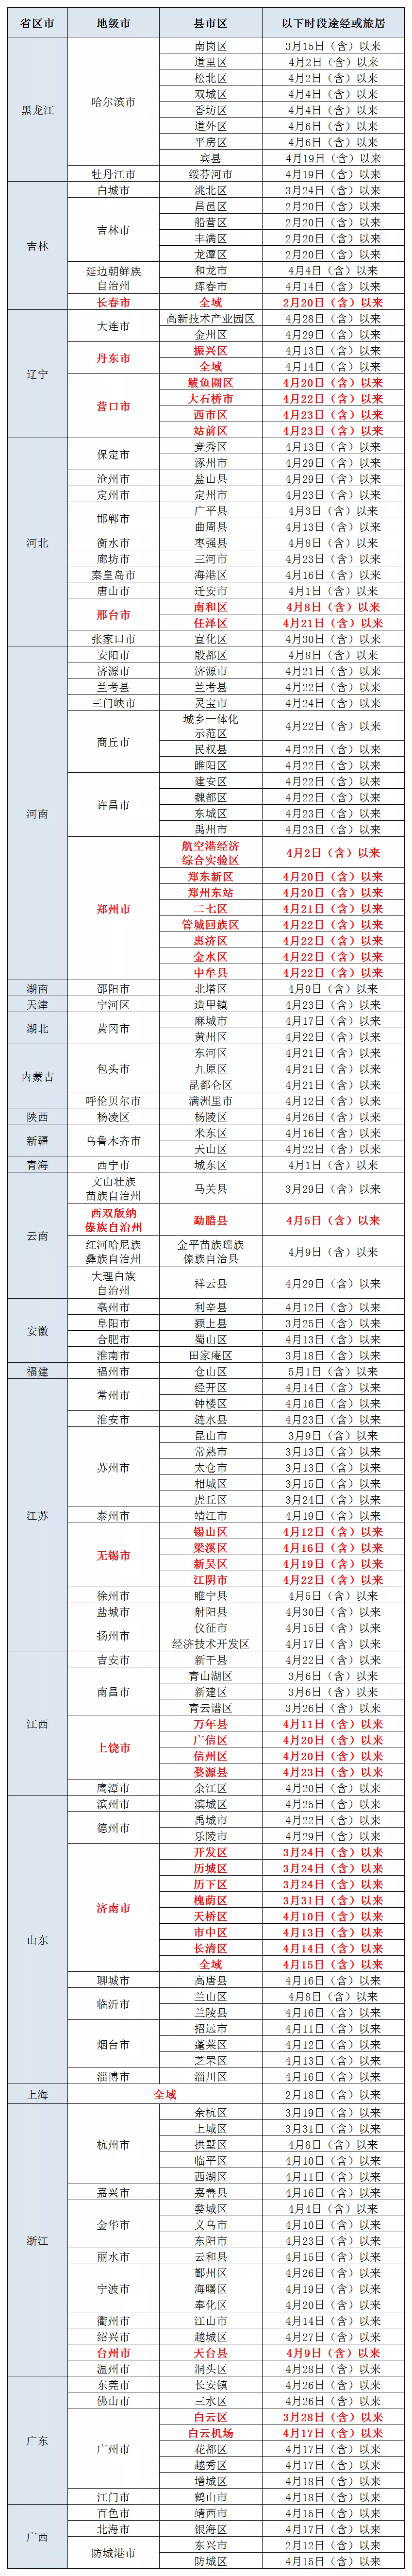 省区市 地级市 县市区 以下时段途经或旅居
黑龙江 哈尔滨市 南岗区 3月15日（含）以来
道里区 4月2日（含）以来
松北区 4月2日（含）以来
双城区 4月4日（含）以来
香坊区 4月4日（含）以来
道外区 4月6日（含）以来
平房区 4月6日（含）以来
宾县 4月19日（含）以来
牡丹江市 绥芬河市 4月19日（含）以来
吉林 白城市 洮北区 3月24日（含）以来
吉林市 昌邑区 2月20日（含）以来
船营区 2月20日（含）以来
丰满区 2月20日（含）以来
龙潭区 2月20日（含）以来
延边朝鲜族
自治州 和龙市 4月4日（含）以来
珲春市 4月14日（含）以来
长春市 全域 2月20日（含）以来
辽宁 大连市 高新技术产业园区 4月28日（含）以来
金州区 4月29日（含）以来
丹东市 振兴区 4月13日（含）以来
全域 4月14日（含）以来
营口市 鲅鱼圈区 4月20日（含）以来
大石桥市 4月22日（含）以来
西市区 4月23日（含）以来
站前区 4月23日（含）以来
河北 保定市 竞秀区 4月13日（含）以来
涿州市 4月29日（含）以来
沧州市 盐山县 4月29日（含）以来
定州市 定州市 4月23日（含）以来
邯郸市 广平县 4月3日（含）以来
曲周县 4月13日（含）以来
衡水市 枣强县 4月8日（含）以来
廊坊市 三河市 4月23日（含）以来
秦皇岛市 海港区 4月16日（含）以来
唐山市 迁安市 4月1日（含）以来
邢台市 南和区 4月8日（含）以来
任泽区 4月21日（含）以来
张家口市 宣化区 4月30日（含）以来
河南 安阳市 殷都区 4月8日（含）以来
济源市 济源市 4月21日（含）以来
兰考县 兰考县 4月22日（含）以来
三门峡市 灵宝市 4月24日（含）以来
商丘市 城乡一体化
示范区 4月22日（含）以来
民权县 4月22日（含）以来
睢阳区 4月22日（含）以来
许昌市 建安区 4月22日（含）以来
魏都区 4月22日（含）以来
东城区 4月23日（含）以来
禹州市 4月23日（含）以来
郑州市 航空港经济
综合实验区 4月2日（含）以来
郑东新区 4月20日（含）以来
郑州东站 4月20日（含）以来
二七区 4月21日（含）以来
管城回族区 4月22日（含）以来
惠济区 4月22日（含）以来
金水区 4月22日（含）以来
中牟县 4月22日（含）以来
湖南 邵阳市 北塔区 4月9日（含）以来
天津 宁河区 造甲镇 4月23日（含）以来
湖北 黄冈市 麻城市 4月17日（含）以来
黄州区 4月22日（含）以来
内蒙古 包头市 东河区 4月21日（含）以来
九原区 4月21日（含）以来
昆都仑区 4月21日（含）以来
呼伦贝尔市 满洲里市 4月12日（含）以来
陕西 杨凌区 杨陵区 4月26日（含）以来
新疆 乌鲁木齐市 米东区 4月16日（含）以来
天山区 4月22日（含）以来
青海 西宁市 城东区 4月1日（含）以来
云南 文山壮族
苗族自治州 马关县 3月29日（含）以来
西双版纳
傣族自治州 勐腊县 4月5日（含）以来
红河哈尼族
彝族自治州 金平苗族瑶族
傣族自治县 4月9日（含）以来
大理白族
自治州 祥云县 4月29日（含）以来
安徽 亳州市 利辛县 4月12日（含）以来
阜阳市 颍上县 3月25日（含）以来
合肥市 蜀山区 4月13日（含）以来
淮南市 田家庵区 3月18日（含）以来
福建 福州市 仓山区 5月1日（含）以来
江苏 常州市 经开区 4月14日（含）以来
钟楼区 4月16日（含）以来
淮安市 涟水县 4月23日（含）以来
苏州市 昆山市 3月9日（含）以来
常熟市 3月13日（含）以来
太仓市 3月13日（含）以来
相城区 3月15日（含）以来
虎丘区 3月24日（含）以来
泰州市 靖江市 4月19日（含）以来
无锡市 锡山区 4月12日（含）以来
梁溪区 4月16日（含）以来
新吴区 4月19日（含）以来
江阴市 4月22日（含）以来
徐州市 睢宁县 4月5日（含）以来
盐城市 射阳县 4月30日（含）以来
扬州市 仪征市 4月15日（含）以来
经济技术开发区 4月17日（含）以来
江西 吉安市 新干县 4月22日（含）以来
南昌市 青山湖区 3月6日（含）以来
新建区 3月6日（含）以来
青云谱区 3月26日（含）以来
上饶市 万年县 4月11日（含）以来
广信区 4月20日（含）以来
信州区 4月20日（含）以来
婺源县 4月23日（含）以来
鹰潭市 余江区 4月20日（含）以来
山东 滨州市 滨城区 4月25日（含）以来
德州市 禹城市 4月22日（含）以来
乐陵市 4月29日（含）以来
济南市 开发区 3月24日（含）以来
历城区 3月24日（含）以来
历下区 3月24日（含）以来
槐荫区 3月31日（含）以来
天桥区 4月10日（含）以来
市中区 4月13日（含）以来
长清区 4月14日（含）以来
全域 4月15日（含）以来
聊城市 高唐县 4月16日（含）以来
临沂市 兰山区 4月8日（含）以来
兰陵县 4月16日（含）以来
烟台市 招远市 4月11日（含）以来
蓬莱区 4月12日（含）以来
芝罘区 4月13日（含）以来
淄博市 淄川区 4月16日（含）以来
上海 全域 2月18日（含）以来
浙江 杭州市 余杭区 3月19日（含）以来
上城区 3月31日（含）以来
拱墅区 4月8日（含）以来
临平区 4月10日（含）以来
西湖区 4月11日（含）以来
嘉兴市 嘉善县 4月16日（含）以来
金华市 婺城区 4月4日（含）以来
义乌市 4月10日（含）以来
东阳市 4月23日（含）以来
丽水市 云和县 4月15日（含）以来
宁波市 鄞州区 4月26日（含）以来
海曙区 4月19日（含）以来
奉化区 4月20日（含）以来
衢州市 江山市 4月14日（含）以来
绍兴市 越城区 4月27日（含）以来
台州市 天台县 4月9日（含）以来
温州市 洞头区 4月28日（含）以来
广东 东莞市 长安镇 4月26日（含）以来
佛山市 三水区 4月26日（含）以来
广州市 白云区 3月28日（含）以来
白云机场 4月17日（含）以来
花都区 4月17日（含）以来
越秀区 4月17日（含）以来
增城区 4月18日（含）以来
江门市 鹤山市 4月18日（含）以来
广西 百色市 靖西市 4月15日（含）以来
北海市 银海区 4月17日（含）以来
防城港市 东兴市 2月12日（含）以来
防城区 4月15日（含）以来